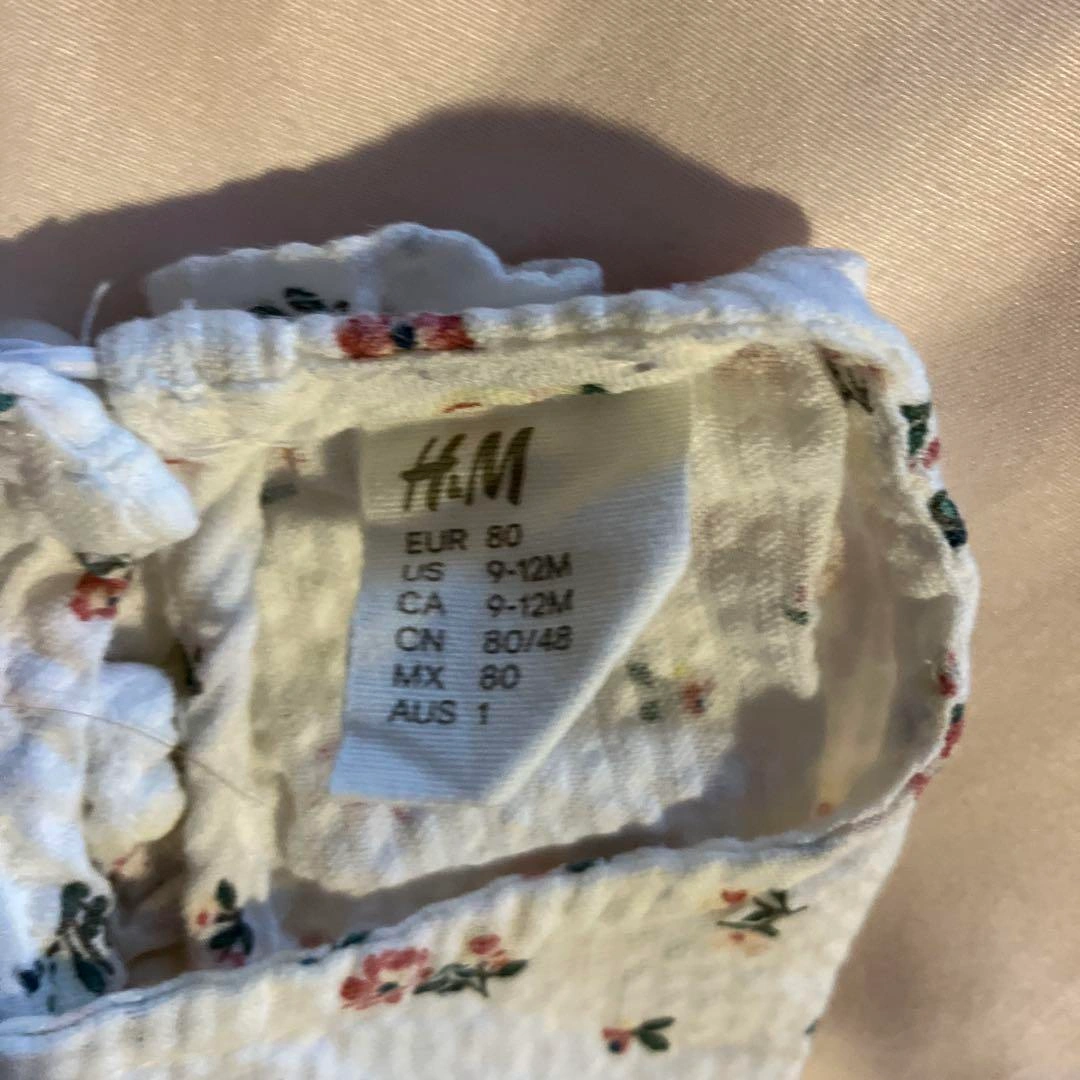 H&M
EUR 80
US 9-12M
CA 9-12M
CN 80/48
MX 80
AUS 1